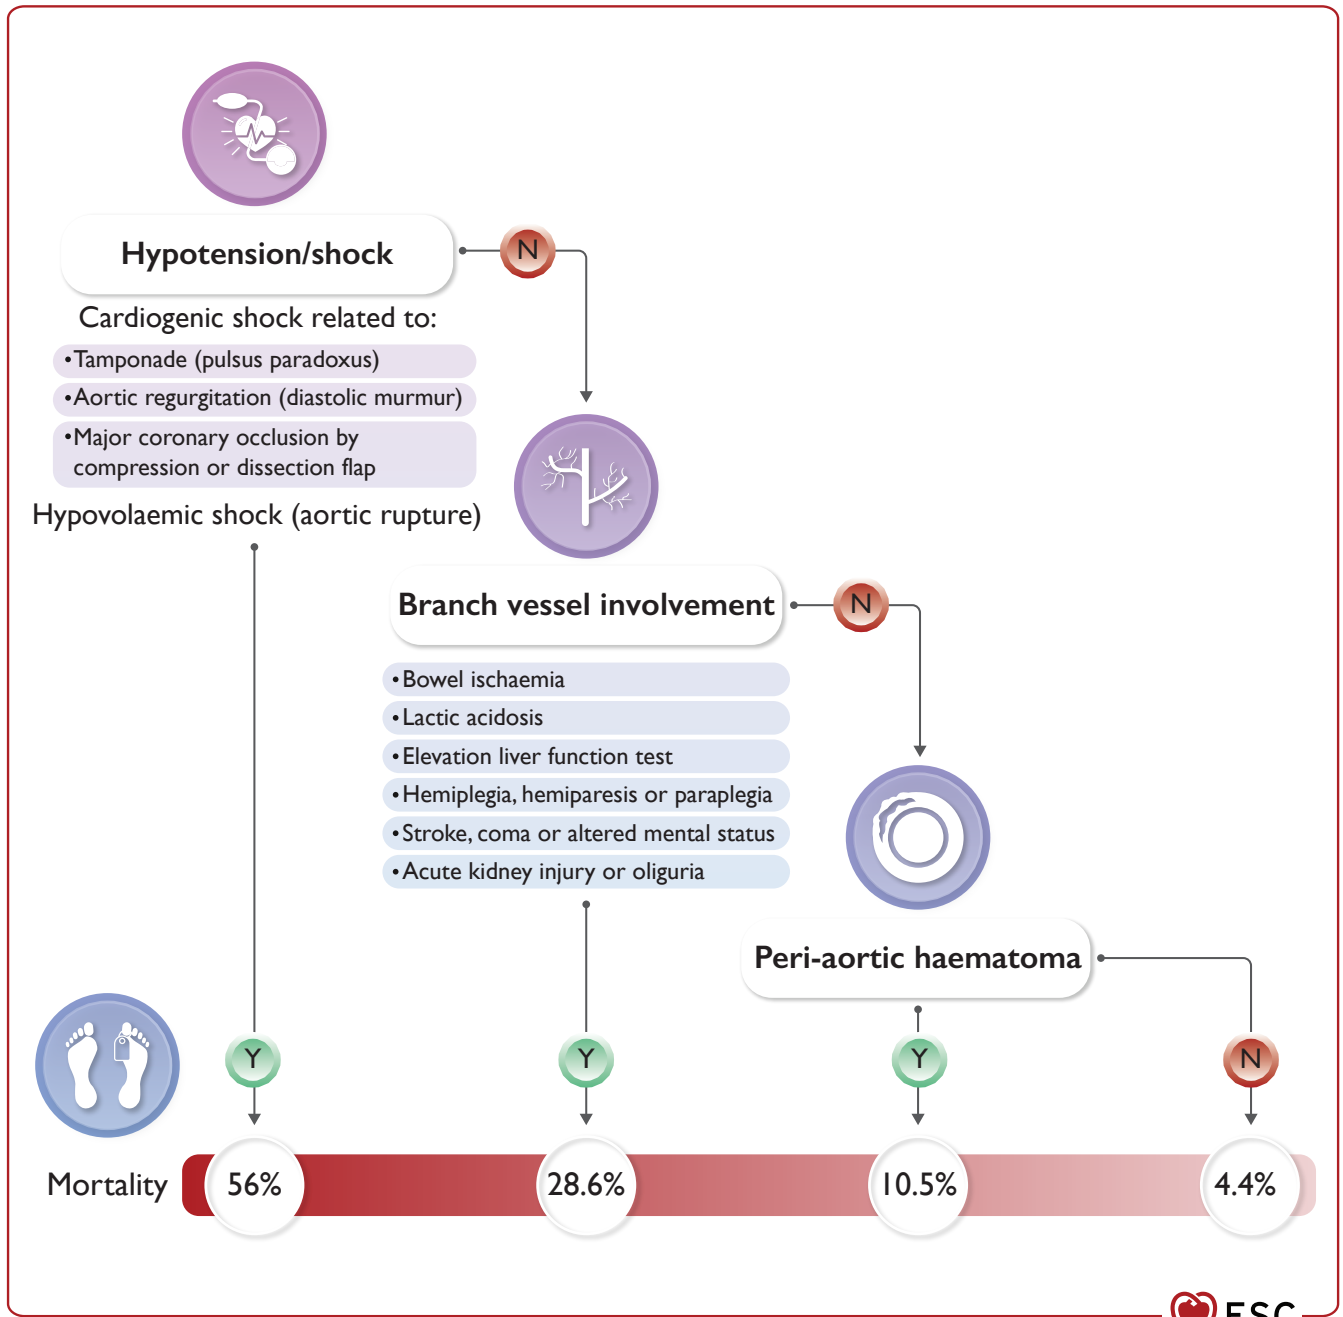 Hypotension/shock
N
Cardiogenic shock related to:
•Tamponade (pulsus paradoxus)
•Aortic regurgitation (diastolic murmur)
•Major coronary occlusion by
compression or dissection flap
Hypovolaemic shock (aortic rupture)
Branch vessel involvement
N
•Bowel ischaemia
•Lactic acidosis
•Elevation liver function test
•Hemiplegia, hemiparesis or paraplegia
•Stroke, coma or altered mental status
•Acute kidney injury or oliguria
Peri-aortic haematoma
Y
Y
Y
N
Mortality
56%
28.6%
10.5%
4.4%
ESC